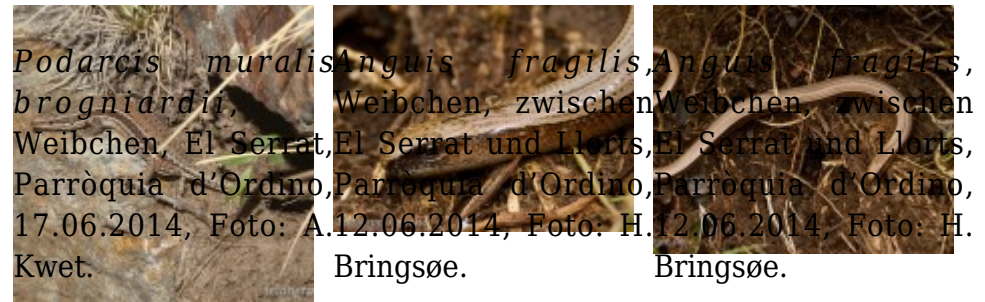 Podarcis muralis
brogniardii,
Weibchen, El Serrat,
Parròquia d’Ordino,
17.06.2014, Foto: A.
Kwet.
Anguis fragilis,
Weibchen, zwischen
El Serrat und Llorts,
Parròquia d’Ordino,
12.06.2014, Foto: H.
Bringsøe.
Anguis fragilis,
Weibchen, zwischen
El Serrat und Llorts,
Parròquia d’Ordino,
12.06.2014, Foto: H.
Bringsøe.